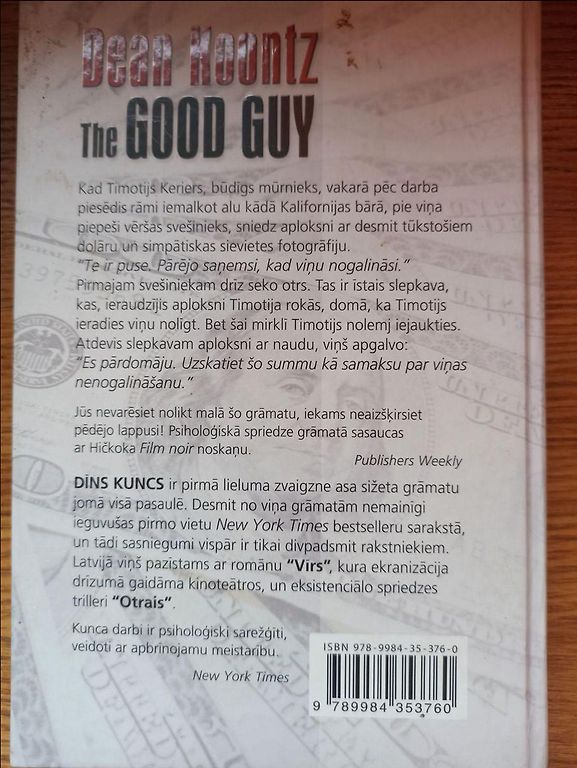 Dean Koontz
The GOOD GUY
Kad Timotijs Keriers, būdīgs mūrnieks, vakarā pēc darba
piesēdis rāmi iemalkot alu kādā Kalifornijas bārā, pie viņa
piepeši vēršas svešinieks, sniedz aploksni ar desmit tūkstošiem
dolāru un simpātiskas sievietes fotogrāfiju.
"Te ir puse. Pārējo saņemsi, kad viņu nogalināsi."
Pirmajam svešiniekam drīz seko otrs. Tas ir īstais slepkava,
kas, ieraudzījis aploksni Timotija rokās, domā, ka Timotijs
ieradies viņu nolīgt. Bet šai mirklī Timotijs nolemj iejaukties.
Atdevis slepkavam aploksni ar naudu, viņš apgalvo:
"Es pārdomāju. Uzskatiet šo summu kā samaksu par viņas
nenogalināšanu."
Jūs nevarēsiet nolikt malā šo grāmatu, iekams neaizšķirsiet
pēdējo lappusi! Psiholoģiskā spriedze grāmatā sasaucas
ar Hičkoka Film noir noskaņu.
Publishers Weekly
DĪNS KUNCS ir pirmā lieluma zvaigzne asa sižeta grāmatu
jomā visā pasaulē. Desmit no viņa grāmatām nemainīgi
ieguvušas pirmo vietu New York Times bestselleru sarakstā,
un tādi sasniegumi vispār ir tikai divpadsmit rakstniekiem.
Latvijā viņš pazīstams ar romānu "Vīrs", kura ekranizācija
drīzumā gaidāma kinoteātros, un eksistenciālo spriedzes
trilleri "Otrais".
Kunca darbi ir psiholoģiski sarežģīti,
veidoti ar apbrīnojamu meistarību.
New York Times
ISBN 978-9984-35-376-0
9 789984 353760